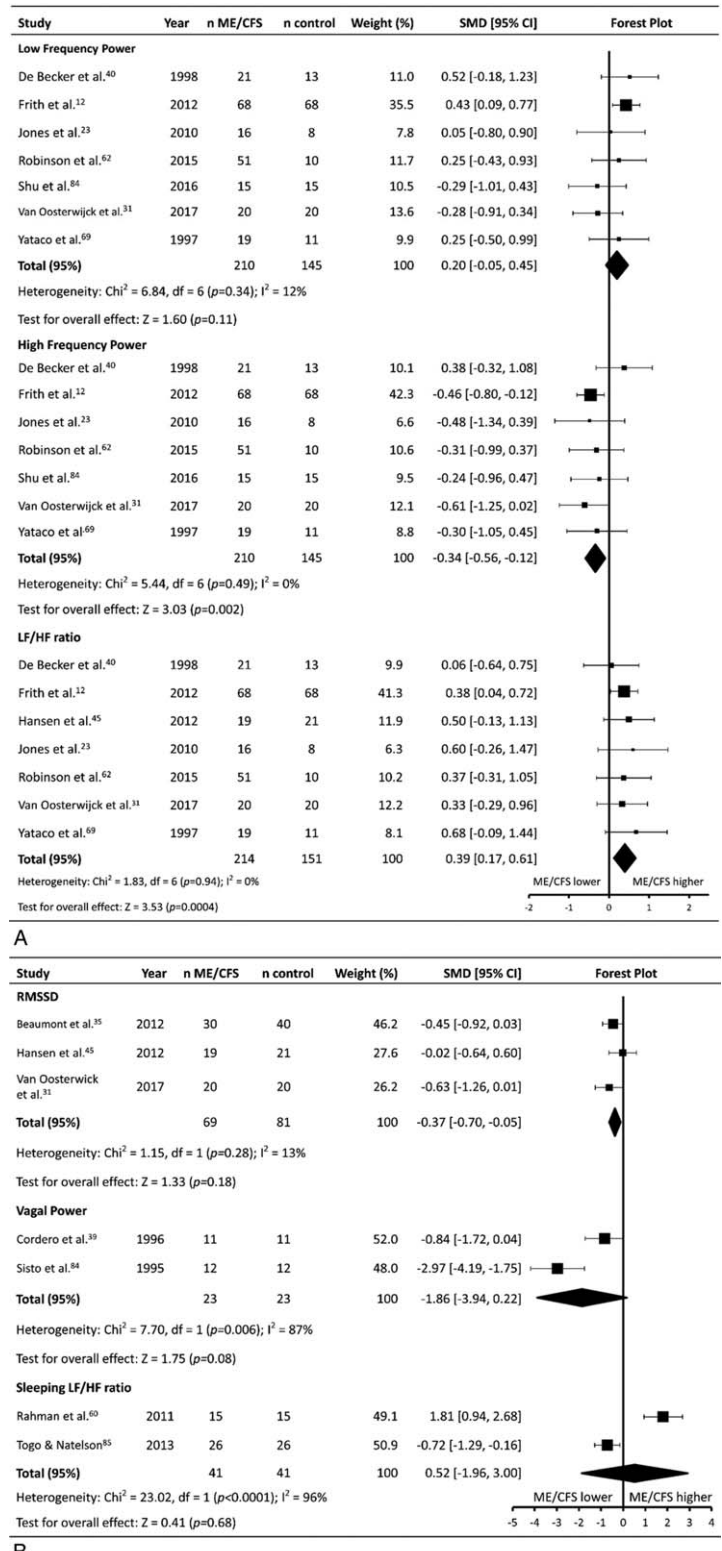 Study Year n ME/CFS n control Weight (%) SMD [95% CI] Forest Plot
Low Frequency Power
De Becker et al.40 1998 21 13 11.0 0.52 [-0.18, 1.23]
Frith et al.12 2012 68 68 35.5 0.43 [0.09, 0.77]
Jones et al.23 2010 16 8 7.8 0.05 [-0.80, 0.90]
Robinson et al.62 2015 51 10 11.7 0.25 [-0.43, 0.93]
Shu et al.84 2016 15 15 10.5 -0.29 [-1.01, 0.43]
Van Oosterwijck et al.31 2017 20 20 13.6 -0.28 [-0.91, 0.34]
Yataco et al.69 1997 19 11 9.9 0.25 [-0.50, 0.99]
Total (95%) 210 145 100 0.20 [-0.05, 0.45]
Heterogeneity: Chi2 = 6.84, df = 6 (p=0.34); I2 = 12%
Test for overall effect: Z = 1.60 (p=0.11)
High Frequency Power
De Becker et al.40 1998 21 13 10.1 0.38 [-0.32, 1.08]
Frith et al.12 2012 68 68 42.3 -0.46 [-0.80, -0.12]
Jones et al.23 2010 16 8 6.6 -0.48 [-1.34, 0.39]
Robinson et al.62 2015 51 10 10.6 -0.31 [-0.99, 0.37]
Shu et al.84 2016 15 15 9.5 -0.24 [-0.96, 0.47]
Van Oosterwijck et al.31 2017 20 20 12.1 -0.61 [-1.25, 0.02]
Yataco et al.69 1997 19 11 8.8 -0.30 [-1.05, 0.45]
Total (95%) 210 145 100 -0.34 [-0.56, -0.12]
Heterogeneity: Chi2 = 5.44, df = 6 (p=0.49); I2 = 0%
Test for overall effect: Z = 3.03 (p=0.002)
LF/HF ratio
De Becker et al.40 1998 21 13 9.9 0.06 [-0.64, 0.75]
Frith et al.12 2012 68 68 41.3 0.38 [0.04, 0.72]
Hansen et al.45 2012 19 21 11.9 0.50 [-0.13, 1.13]
Jones et al.23 2010 16 8 6.3 0.60 [-0.26, 1.47]
Robinson et al.62 2015 51 10 10.2 0.37 [-0.31, 1.05]
Van Oosterwijck et al.31 2017 20 20 12.2 0.33 [-0.29, 0.96]
Yataco et al.69 1997 19 11 8.1 0.68 [-0.09, 1.44]
Total (95%) 214 151 100 0.39 [0.17, 0.61]
Heterogeneity: Chi2 = 1.83, df = 6 (p=0.94); I2 = 0% ME/CFS lower ME/CFS higher
Test for overall effect: Z = 3.53 (p=0.0004) -2 -1 0 1 2
A
Study Year n ME/CFS n control Weight (%) SMD [95% CI] Forest Plot
RMSSD
Beaumont et al.35 2012 30 40 46.2 -0.45 [-0.92, 0.03]
Hansen et al.45 2012 19 21 27.6 -0.02 [-0.64, 0.60]
Van Oosterwick
et al.31 2017 20 20 26.2 -0.63 [-1.26, 0.01]
Total (95%) 69 81 100 -0.37 [-0.70, -0.05]
Heterogeneity: Chi2 = 1.15, df = 1 (p=0.28); I2 = 13%
Test for overall effect: Z = 1.33 (p=0.18)
Vagal Power
Cordero et al.39 1996 11 11 52.0 -0.84 [-1.72, 0.04]
Sisto et al.84 1995 12 12 48.0 -2.97 [-4.19, -1.75]
Total (95%) 23 23 100 -1.86 [-3.94, 0.22]
Heterogeneity: Chi2 = 7.70, df = 1 (p=0.006); I2 = 87%
Test for overall effect: Z = 1.75 (p=0.08)
Sleeping LF/HF ratio
Rahman et al.60 2011 15 15 49.1 1.81 [0.94, 2.68]
Togo & Natelson85 2013 26 26 50.9 -0.72 [-1.29, -0.16]
Total (95%) 41 41 100 0.52 [-1.96, 3.00]
Heterogeneity: Chi2 = 23.02, df = 1 (p<0.0001); I2 = 96% ME/CFS lower ME/CFS higher
Test for overall effect: Z = 0.41 (p=0.68) -5 -4 -3 -2 -1 0 1 2 3 4
B